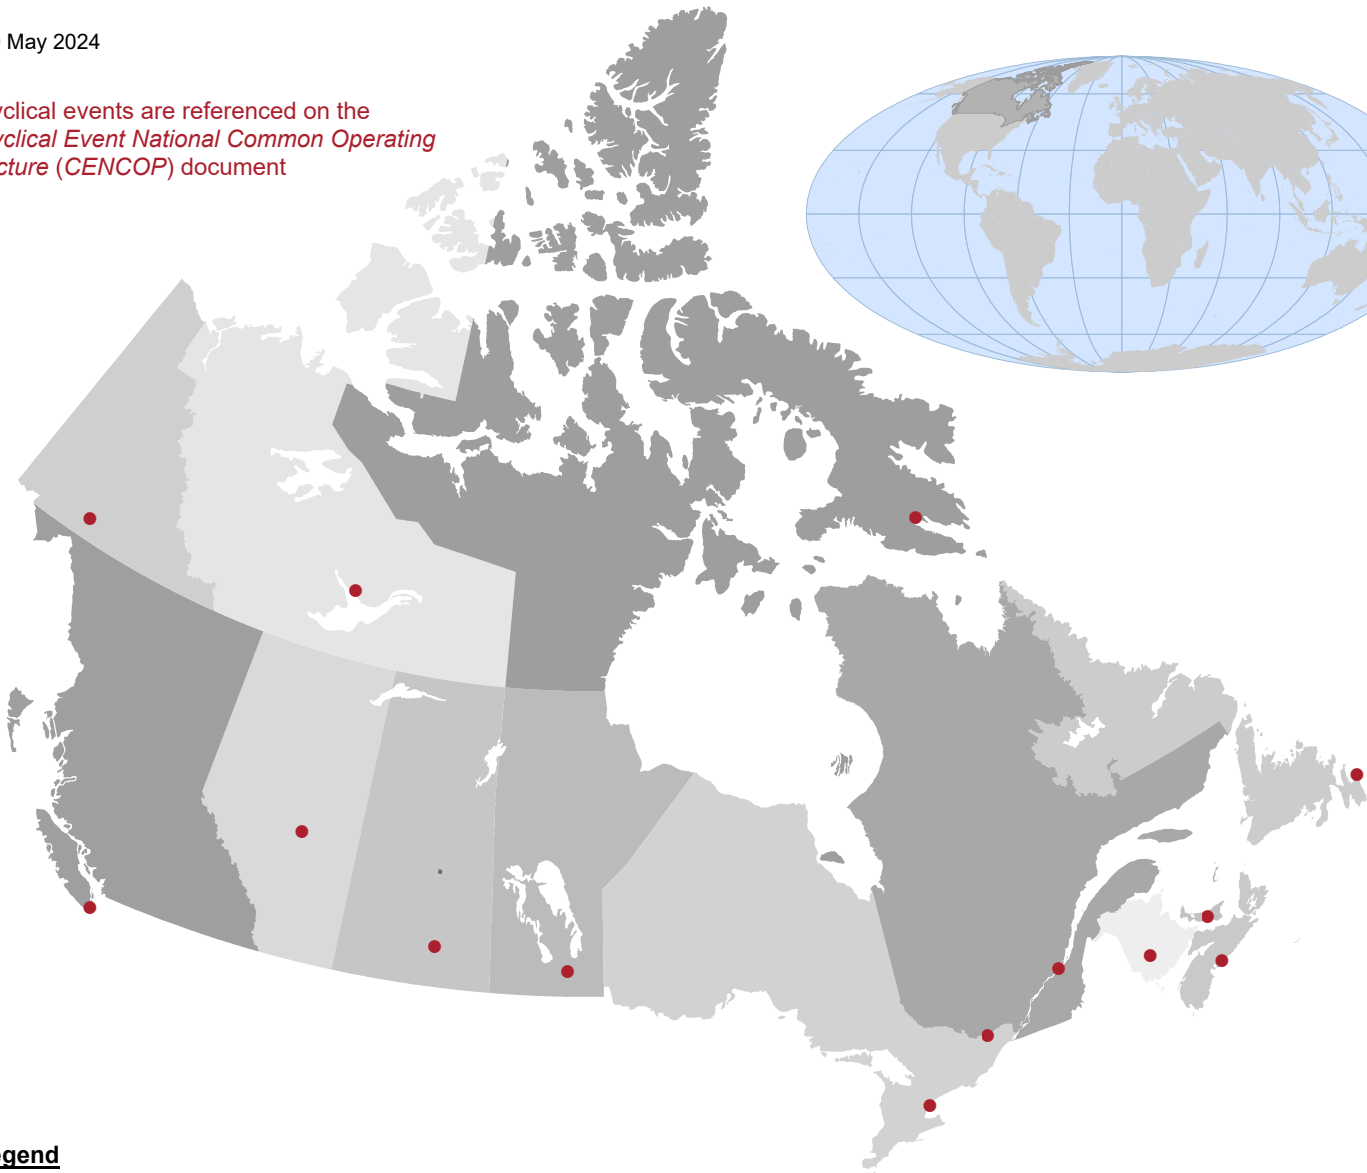 May 2024
yclical events are referenced on the
yclical Event National Common Operating
cture (CENCOP) document
egend